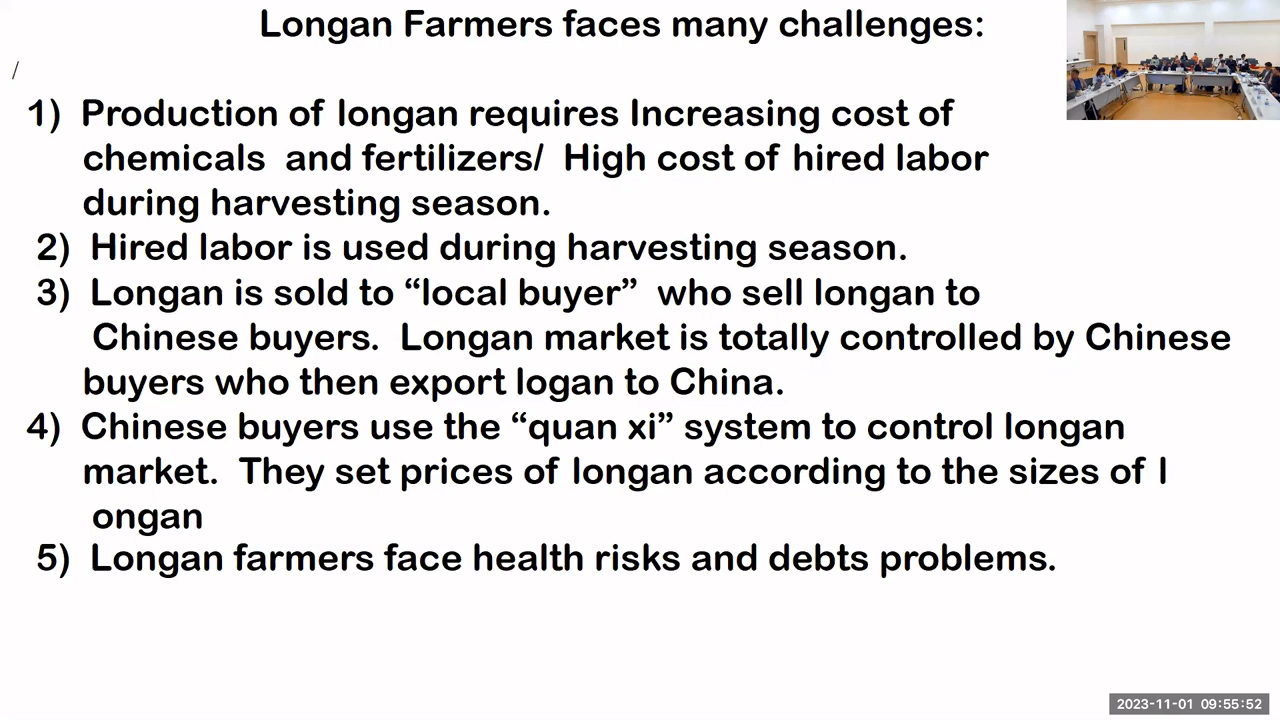 Longan Farmers faces many challenges:
/
1) Production of longan requires Increasing cost of
chemicals and fertilizers/ High cost of hired labor
during harvesting season.
2) Hired labor is used during harvesting season.
3) Longan is sold to “local buyer” who sell longan to
Chinese buyers. Longan market is totally controlled by Chinese
buyers who then export logan to China.
4) Chinese buyers use the “quan xi” system to control longan
market. They set prices of longan according to the sizes of l
ongan
5) Longan farmers face health risks and debts problems.
2023-11-01 09:55:52